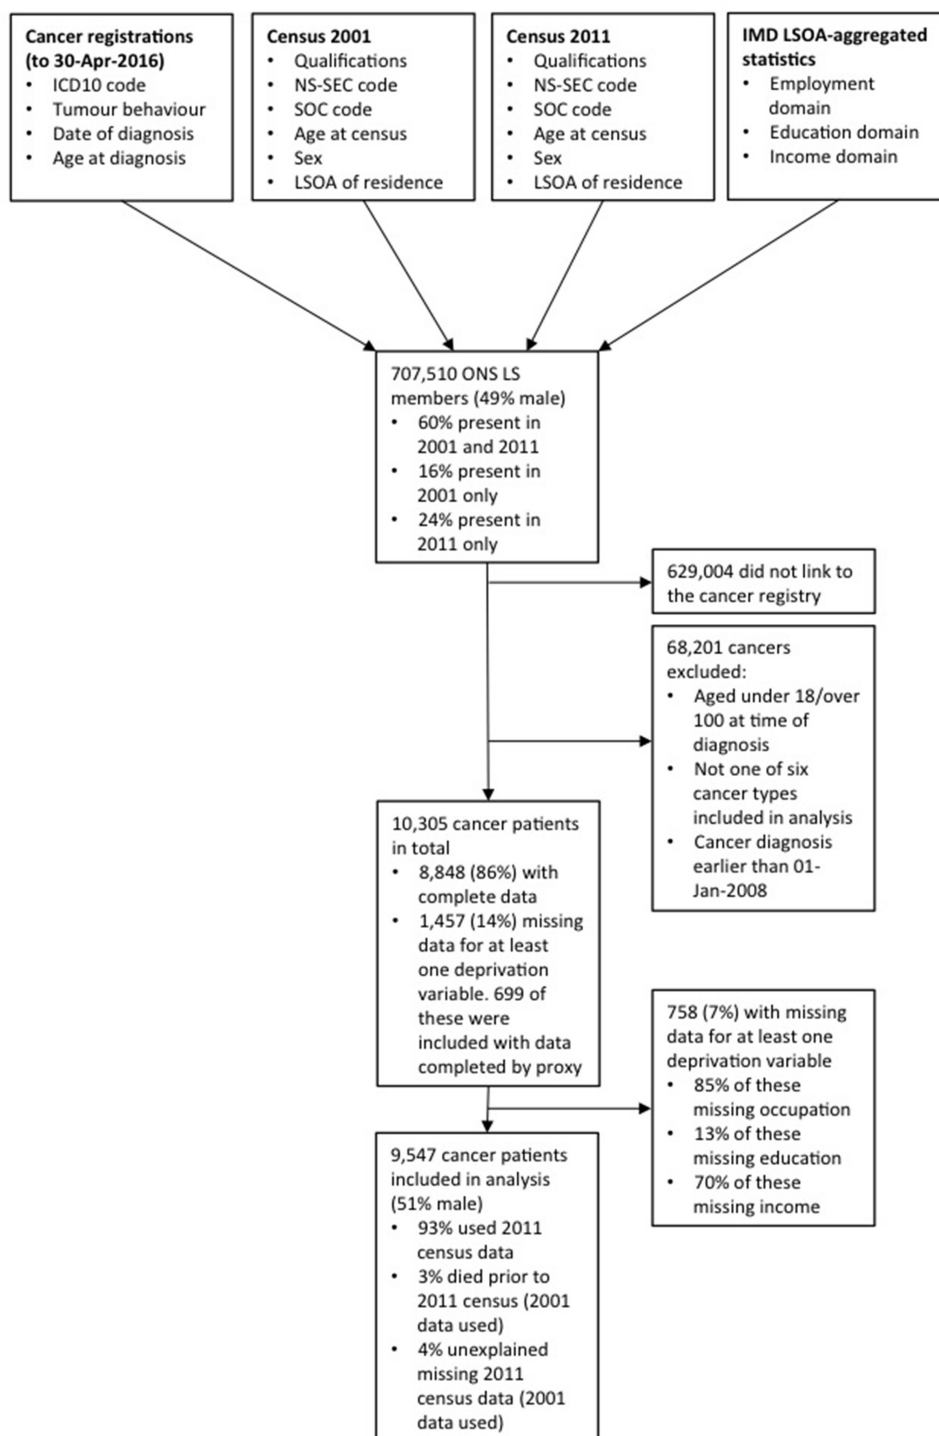 Cancer registrations
(to 30-Apr-2016)
• ICD10 code
• Tumour behaviour
• Date of diagnosis
• Age at diagnosis
Census 2001
• Qualifications
• NS-SEC code
• SOC code
• Age at census
• Sex
• LSOA of residence
Census 2011
• Qualifications
• NS-SEC code
• SOC code
• Age at census
• Sex
• LSOA of residence
IMD LSOA-aggregated
statistics
• Employment
domain
• Education domain
• Income domain
707,510 ONS LS
members (49% male)
• 60% present in
2001 and 2011
• 16% present in
2001 only
• 24% present in
2011 only
629,004 did not link to
the cancer registry
68,201 cancers
excluded:
• Aged under 18/over
100 at time of
diagnosis
• Not one of six
cancer types
included in analysis
• Cancer diagnosis
earlier than 01-
Jan-2008
10,305 cancer patients
in total
• 8,848 (86%) with
complete data
• 1,457 (14%) missing
data for at least
one deprivation
variable. 699 of
these were
included with data
completed by proxy
758 (7%) with missing
data for at least one
deprivation variable
• 85% of these
missing occupation
• 13% of these
missing education
• 70% of these
missing income
9,547 cancer patients
included in analysis
(51% male)
• 93% used 2011
census data
• 3% died prior to
2011 census (2001
data used)
• 4% unexplained
missing 2011
census data (2001
data used)